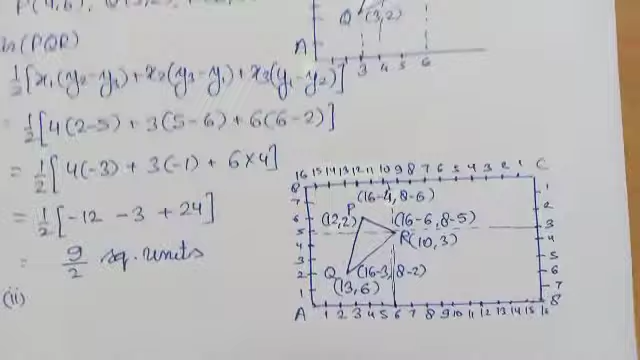 P(4,6),
Q (3,2)
A
3 4 5 6
ln (PQR)
1/2 [x₁(y₂-y₃) + x₂(y₃-y₁) + x₃(y₁-y₂)]
= 1/2 [4(2-5) + 3(5-6) + 6(6-2)]
= 1/2 [4(-3) + 3(-1) + 6×4]
= 1/2 [-12 -3 +24]
= 9/2 sq. units
(ii)
16 15 14 13 12 11 10 9 8 7 6 5 4 3 2 1 C
8 7 6 5 4 3 2 1
1 2 3 4 5 6 7 8
(16-4, 8-6)
P
(12,2)
(16-6, 8-5)
R(10,3)
Q (16-3, 8-2)
(13,6)
A 1 2 3 4 5 6 7 8 9 10 11 12 13 14 15 16